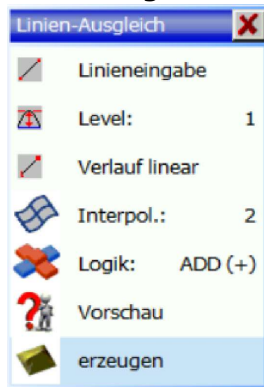 Linien-Ausgleich
Linieneingabe
Level: 1
Verlauf linear
Interpol.: 2
Logik: ADD (+)
Vorschau
erzeugen